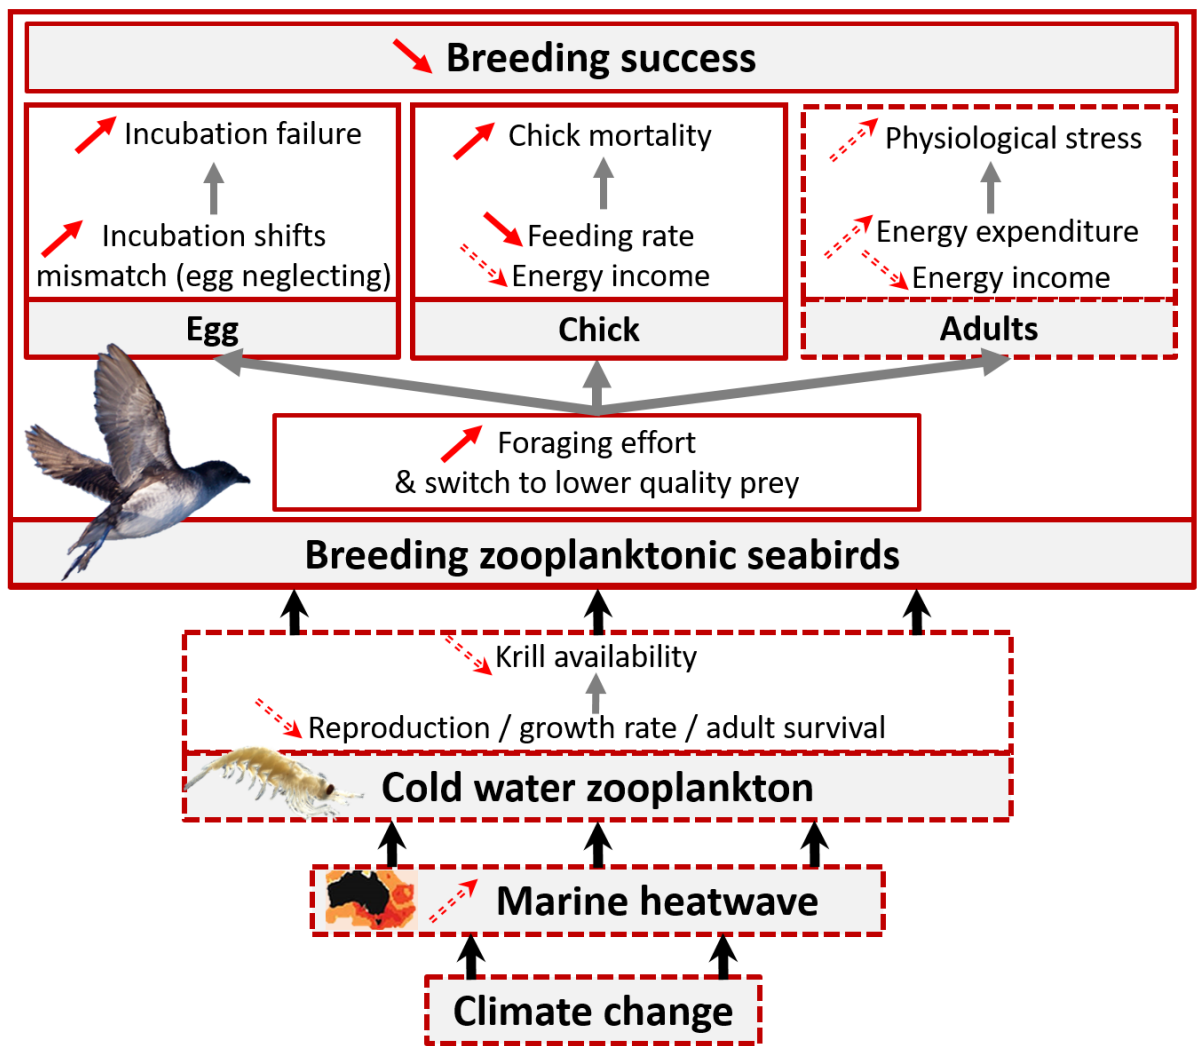 Breeding success
Incubation failure
Incubation shifts
mismatch (egg neglecting)
Egg
Chick mortality
Feeding rate
Energy income
Chick
Physiological stress
Energy expenditure
Energy income
Adults
Foraging effort
& switch to lower quality prey
Breeding zooplanktonic seabirds
Krill availability
Reproduction / growth rate / adult survival
Cold water zooplankton
Marine heatwave
Climate change